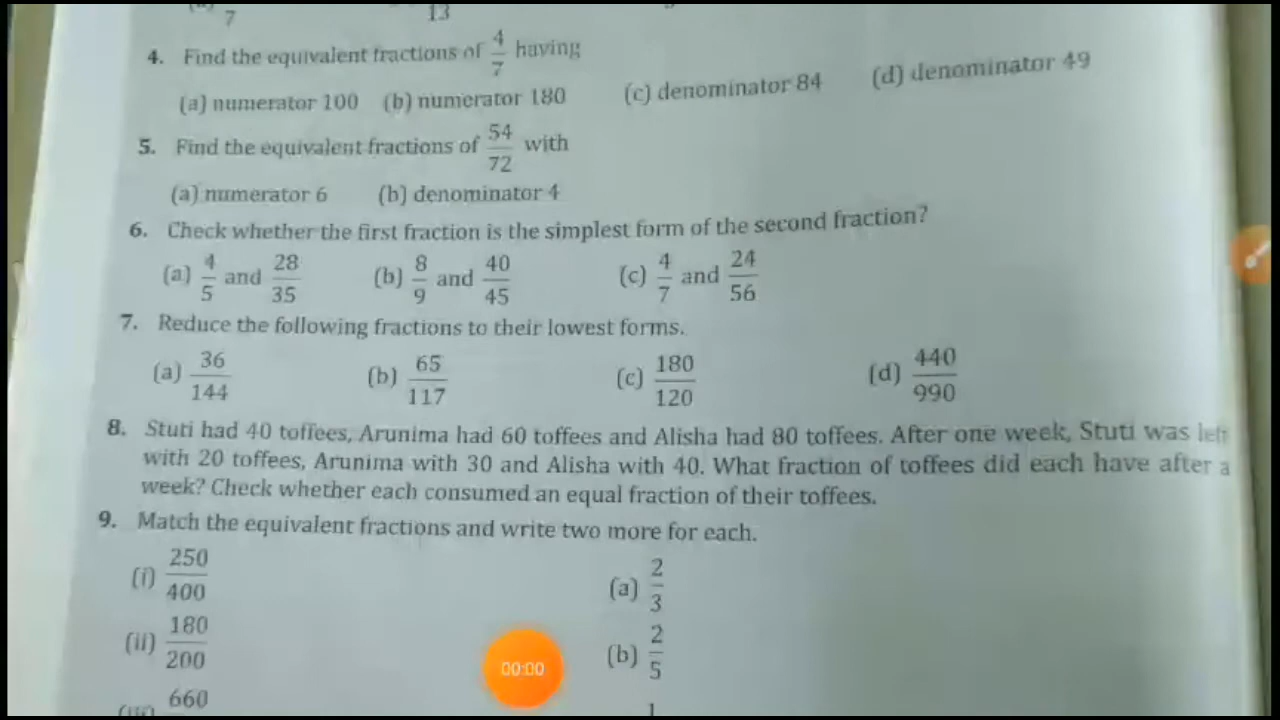 7 13
4. Find the equivalent fractions of 4/7 having
(a) numerator 100 (b) numerator 180 (c) denominator 84 (d) denominator 49
5. Find the equivalent fractions of 54/72 with
(a) numerator 6 (b) denominator 4
6. Check whether the first fraction is the simplest form of the second fraction?
(a) 4/5 and 28/35 (b) 8/9 and 40/45 (c) 4/7 and 24/56
7. Reduce the following fractions to their lowest forms.
(a) 36/144 (b) 65/117 (c) 180/120 (d) 440/990
8. Stuti had 40 toffees, Arunima had 60 toffees and Alisha had 80 toffees. After one week, Stuti was left
with 20 toffees, Arunima with 30 and Alisha with 40. What fraction of toffees did each have after a
week? Check whether each consumed an equal fraction of their toffees.
9. Match the equivalent fractions and write two more for each.
(i) 250/400 (a) 2/3
(ii) 180/200 (b) 2/5
00:00
660 1